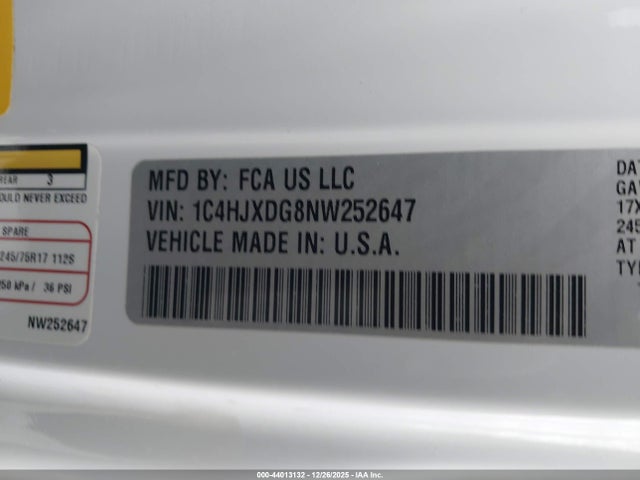 REAR 3
OULD NEVER EXCEED
SPARE
245/75R17 112S
250 kPa / 36 PSI
NW252647
MFD BY: FCA US LLC
VIN: 1C4HJXDG8NW252647
VEHICLE MADE IN: U.S.A.
DAT
GA
17X
245
AT
TYP
000-44013132 - 12/26/2025 - IAA Inc.